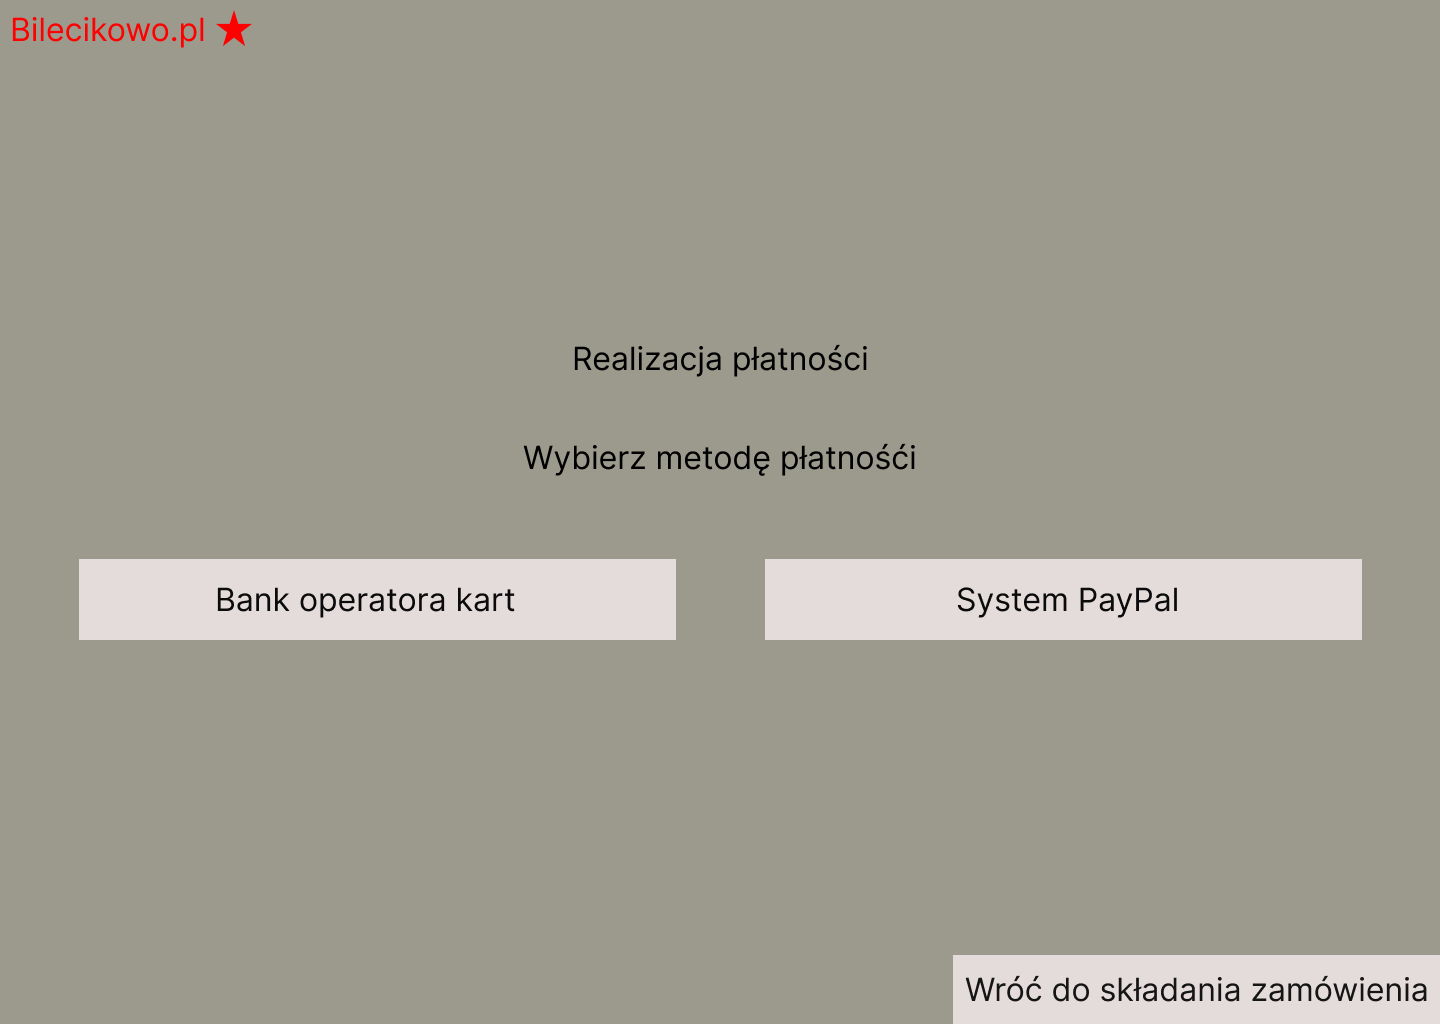 Bilecikowo.pl
Realizacja płatności
Wybierz metodę płatnośći
Bank operatora kart
System PayPal
Wróć do składania zamówienia